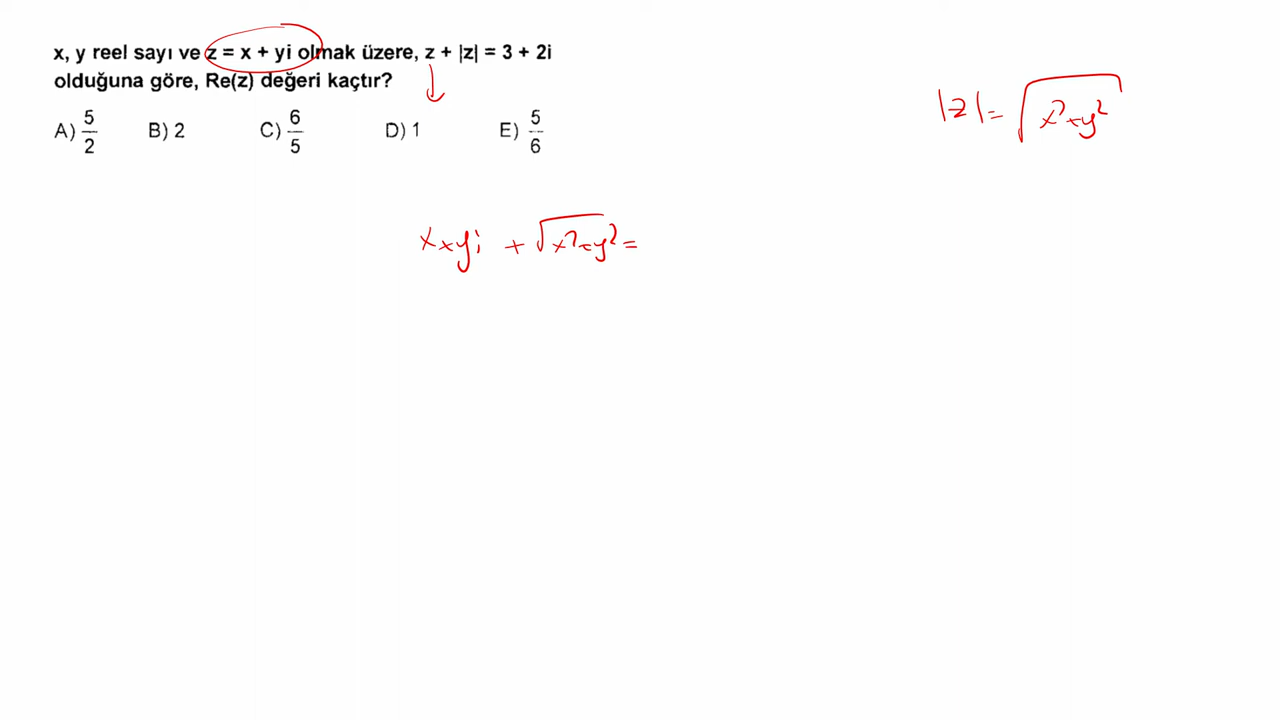 x, y reel sayı ve z = x + yi olmak üzere, z + |z| = 3 + 2i
olduğuna göre, Re(z) değeri kaçtır?
A) 5/2 B) 2 C) 6/5 D) 1 E) 5/6
|z| = √(x²+y²)
x+yi + √(x²+y²) =